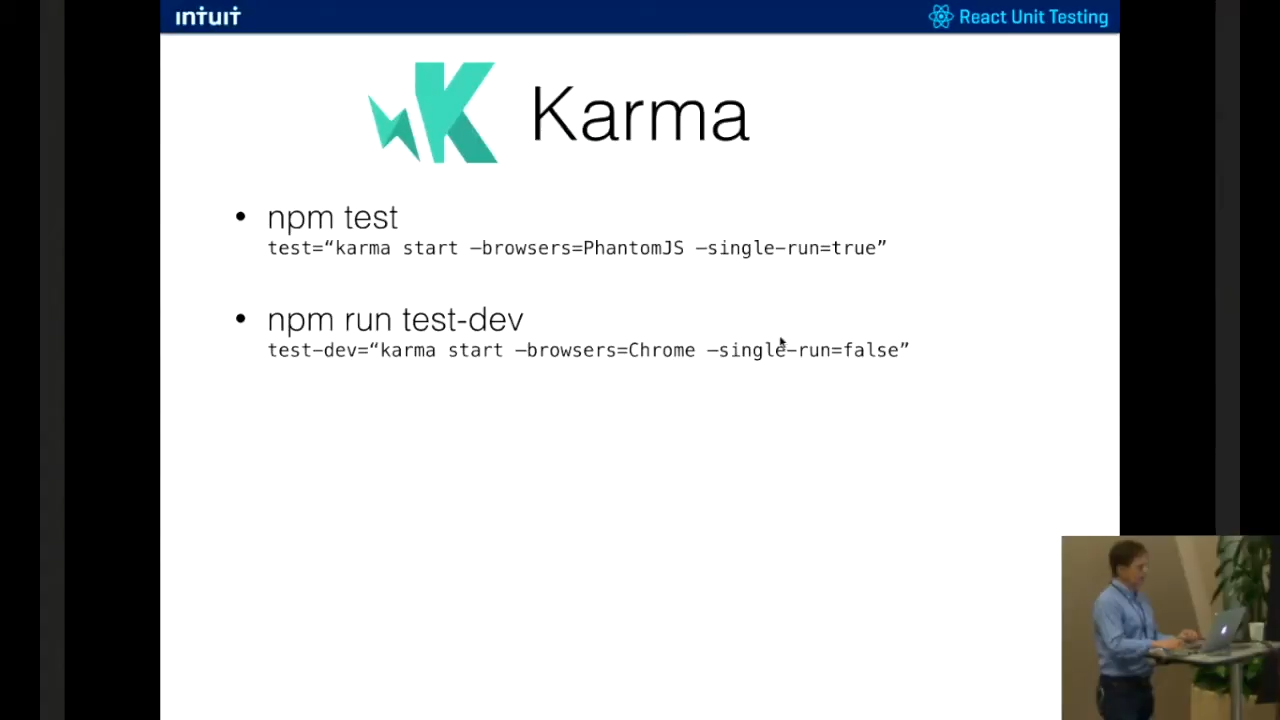 ıntuıt
React Unit Testing
Karma
• npm test
test=“karma start —browsers=PhantomJS —single-run=true”
• npm run test-dev
test-dev=“karma start —browsers=Chrome —single-run=false”